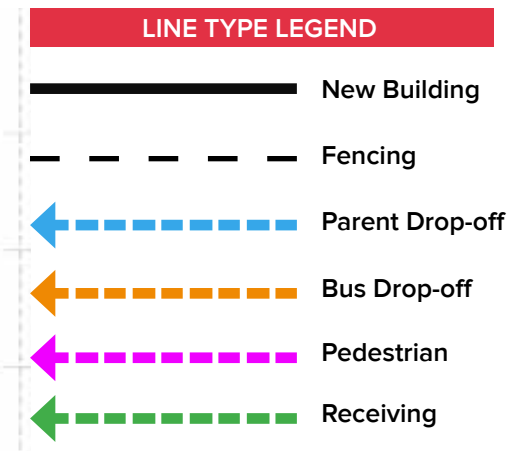 LINE TYPE LEGEND
New Building
Fencing
Parent Drop-off
Bus Drop-off
Pedestrian
Receiving